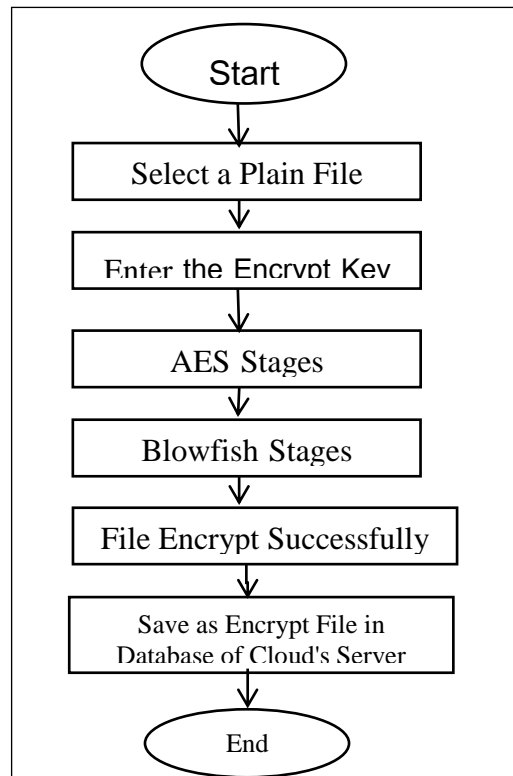 Start
Select a Plain File
Enter the Encrypt Key
AES Stages
Blowfish Stages
File Encrypt Successfully
Save as Encrypt File in
Database of Cloud's Server
End